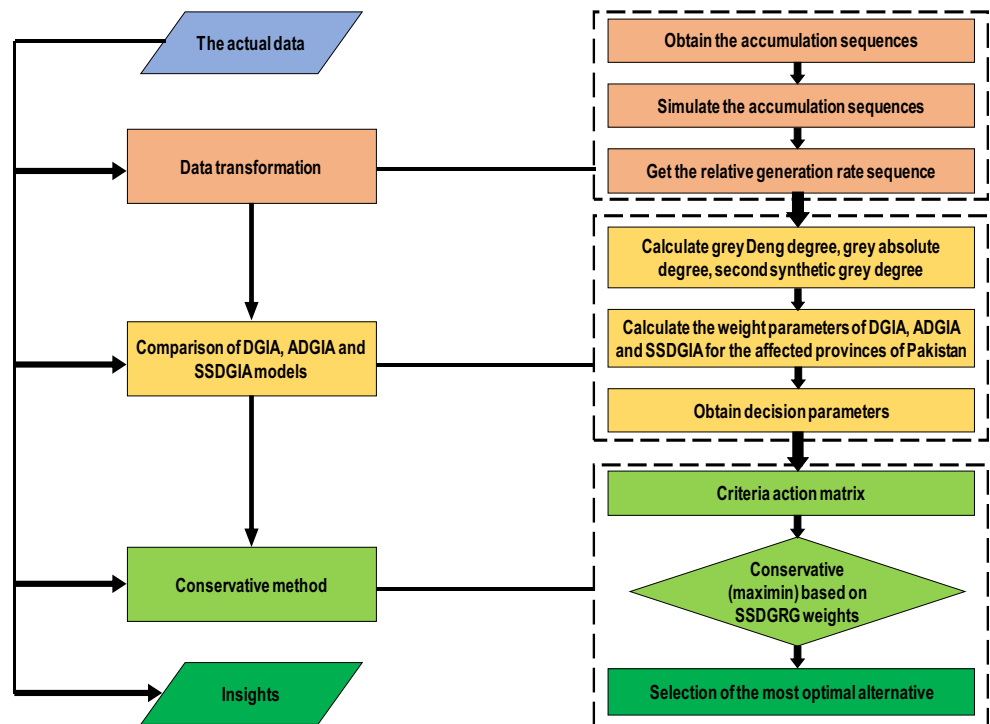 The actual data
Data transformation
Comparison of DGIA, ADGIA and
SSDGIA models
Conservative method
Insights
Obtain the accumulation sequences
Simulate the accumulation sequences
Get the relative generation rate sequence
Calculate grey Deng degree, grey absolute
degree, second synthetic grey degree
Calculate the weight parameters of DGIA, ADGIA
and SSDGIA for the affected provinces of Pakistan
Obtain decision parameters
Criteria action matrix
Conservative
(maximin) based on
SSDGRG weights
Selection of the most optimal alternative